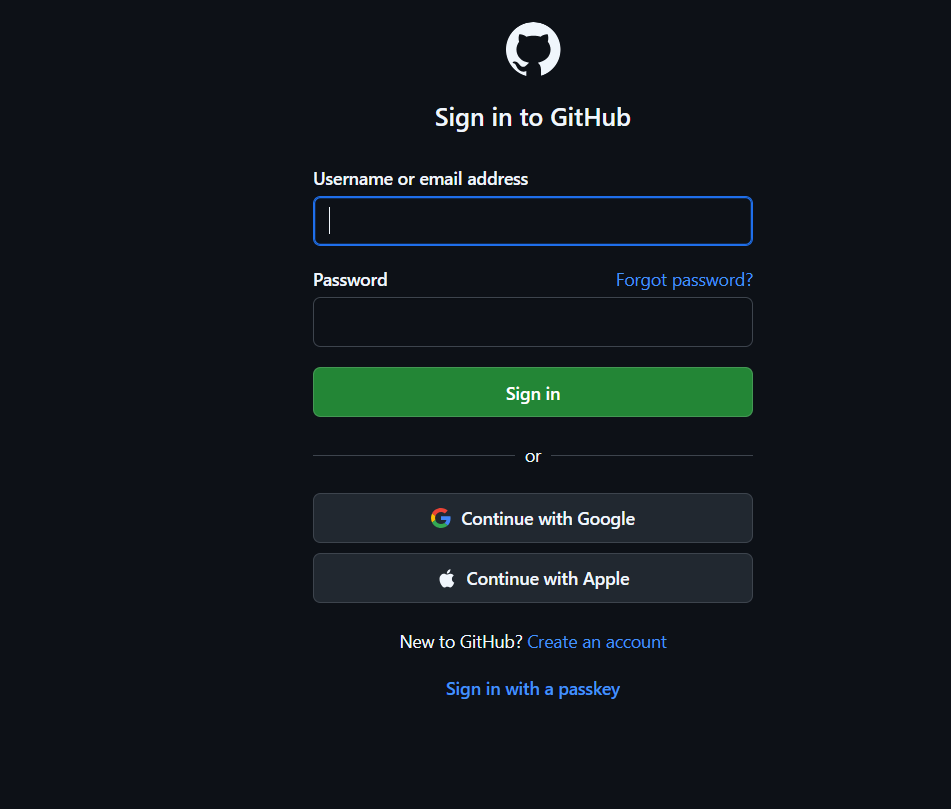 Sign in to GitHub
Username or email address
Password Forgot password?
Sign in
or
Continue with Google
Continue with Apple
New to GitHub? Create an account
Sign in with a passkey